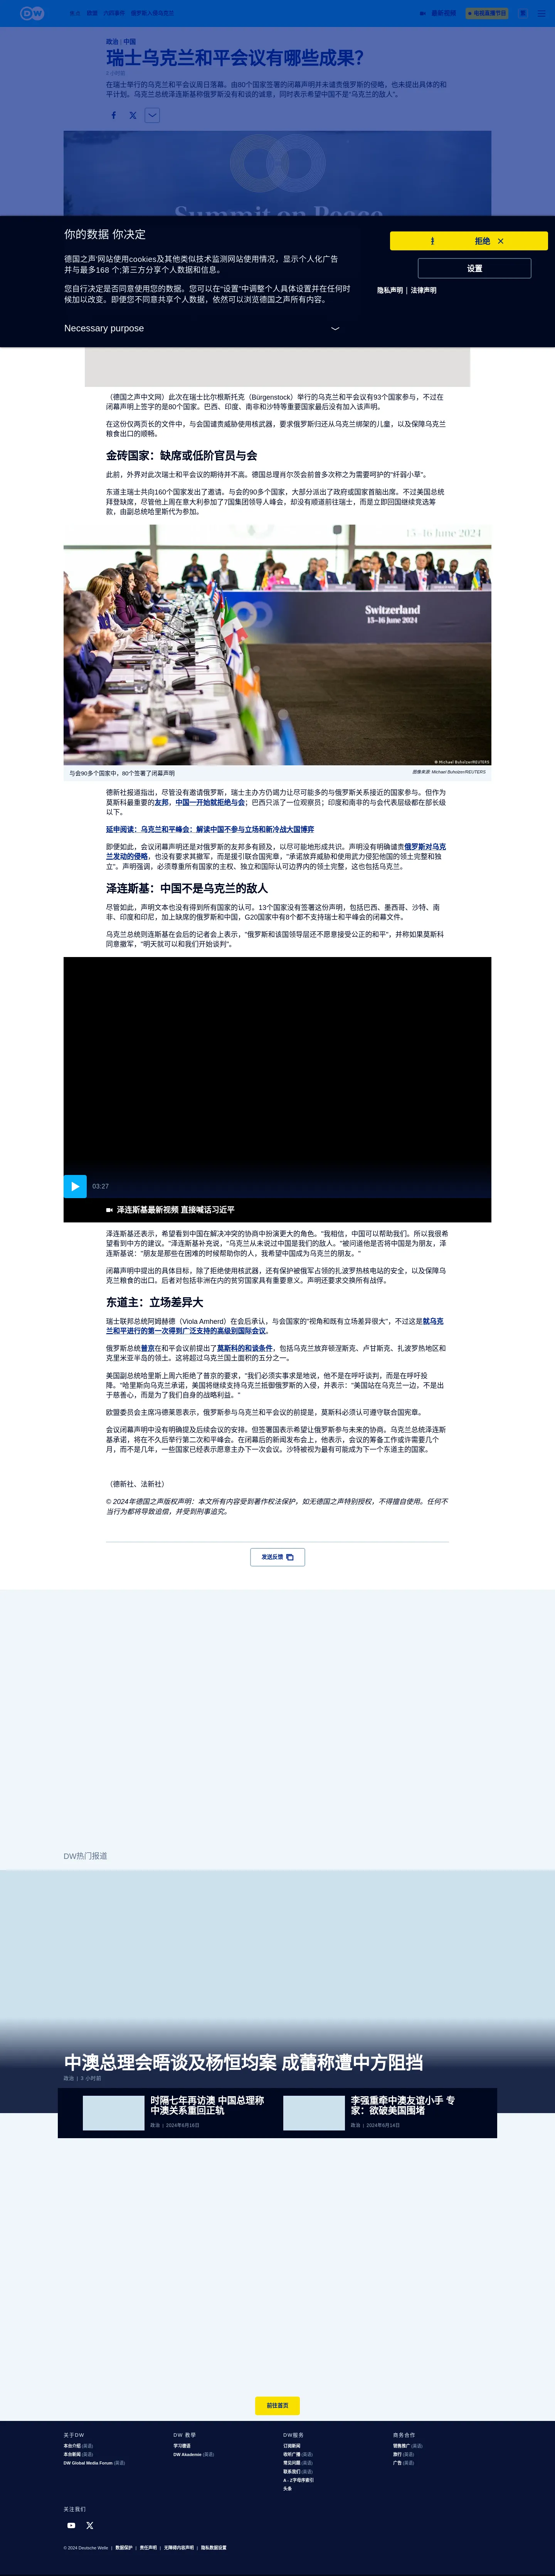 DW
政治
德媒
六四事件
俄罗斯入侵乌克兰
最新视频
电视直播节目
政治 | 中国
瑞士乌克兰和平会议有哪些成果？
3 小时前
在瑞士举行的乌克兰和平会议周日落幕。由80个国家签署的闭幕声明并未谴责俄罗斯的侵略，也未提出具体的和平计划。乌克兰总统泽连斯基称俄罗斯没有和谈的诚意，同时表示希望中国不是"乌克兰的敌人"。
Summit on Peace
你的数据 你决定
德国之声'网站使用cookies及其他类似技术监测网站使用情况，显示个人化广告
并与最多168 个;第三方分享个人数据和信息。
您自行决定是否同意使用您的数据。您可以在"设置"中调整个人具体设置并在任何时
候加以改变。即便您不同意共享个人数据，依然可以浏览德国之声所有内容。
Necessary purpose
拒绝
设置
隐私声明 | 法律声明
（德国之声中文网）此次在瑞士比尔根斯托克（Bürgenstock）举行的乌克兰和平会议有93个国家参与，不过在
闭幕声明上签字的是80个国家。巴西、印度、南非和沙特等重要国家最后没有加入该声明。
在这份仅两页长的文件中，与会国谴责威胁使用核武器，要求俄罗斯归还从乌克兰绑架的儿童，以及保障乌克兰
粮食出口的顺畅。
金砖国家：缺席或低阶官员与会
此前，外界对此次瑞士和平会议的期待并不高。德国总理肖尔茨会前曾多次称之为需要呵护的"纤弱小草"。
东道主瑞士共向160个国家发出了邀请。与会的90多个国家，大部分派出了政府或国家首脑出席。不过美国总统
拜登缺席，尽管他上周在意大利参加了7国集团领导人峰会，却没有顺道前往瑞士，而是立即回国继续竞选筹
款，由副总统哈里斯代为参加。
15-16 June 2024
Switzerland
15–16 June 2024
© Michael Buholzer/REUTERS
与会90多个国家中，80个签署了闭幕声明
图像来源: Michael Buholzer/REUTERS
德新社报道指出，尽管没有邀请俄罗斯，瑞士主办方仍竭力让尽可能多的与俄罗斯关系接近的国家参与。但作为
莫斯科最重要的友邦，中国一开始就拒绝与会；巴西只派了一位观察员；印度和南非的与会代表层级都在部长级
以下。
延申阅读：乌克兰和平峰会：解读中国不参与立场和新冷战大国博弈
即便如此，会议闭幕声明还是对俄罗斯的友邦多有顾及，以尽可能地形成共识。声明没有明确谴责俄罗斯对乌克
兰发动的侵略，也没有要求其撤军，而是援引联合国宪章，"承诺放弃威胁和使用武力侵犯他国的领土完整和独
立"。声明强调，必须尊重所有国家的主权、独立和国际认可边界内的领土完整，这也包括乌克兰。
泽连斯基：中国不是乌克兰的敌人
尽管如此，声明文本也没有得到所有国家的认可。13个国家没有签署这份声明，包括巴西、墨西哥、沙特、南
非、印度和印尼，加上缺席的俄罗斯和中国，G20国家中有8个都不支持瑞士和平峰会的闭幕文件。
乌克兰总统则连斯基在会后的记者会上表示，"俄罗斯和该国领导层还不愿意接受公正的和平"，并称如果莫斯科
同意撤军，"明天就可以和我们开始谈判"。
03:27
泽连斯基最新视频 直接喊话习近平
泽连斯基还表示，希望看到中国在解决冲突的协商中扮演更大的角色。"我相信，中国可以帮助我们。所以我很希
望看到中方的建议。"泽连斯基补充说，"乌克兰从未说过中国是我们的敌人。"被问道他是否将中国是为朋友，泽
连斯基说："朋友是那些在困难的时候帮助你的人，我希望中国成为乌克兰的朋友。"
闭幕声明中提出的具体目标，除了拒绝使用核武器，还有保护被俄军占领的扎波罗热核电站的安全，以及保障乌
克兰粮食的出口。后者对包括非洲在内的贫穷国家具有重要意义。声明还要求交换所有战俘。
东道主：立场差异大
瑞士联邦总统阿姆赫德（Viola Amherd）在会后承认，与会国家的"视角和既有立场差异很大"，不过这是就乌克
兰和平进行的第一次得到广泛支持的高级别国际会议。
俄罗斯总统普京在和平会议前提出了莫斯科的和谈条件，包括乌克兰放弃顿涅斯克、卢甘斯克、扎波罗热地区和
克里米亚半岛的领土。这将超过乌克兰国土面积的五分之一。
美国副总统哈里斯上周六拒绝了普京的要求，"我们必须实事求是地说，他不是在呼吁谈判，而是在呼吁投
降。"哈里斯向乌克兰承诺，美国将继续支持乌克兰抵御俄罗斯的入侵，并表示："美国站在乌克兰一边，不是出
于慈善心，而是为了我们自身的战略利益。"
欧盟委员会主席冯德莱恩表示，俄罗斯参与乌克兰和平会议的前提是，莫斯科必须认可遵守联合国宪章。
会议闭幕声明中没有明确提及后续会议的安排。但签署国表示希望让俄罗斯参与未来的协商。乌克兰总统泽连斯
基承诺，将在不久后举行第二次和平峰会。在闭幕后的新闻发布会上，他表示，会议的筹备工作或许需要几个
月，而不是几年，一些国家已经表示愿意主办下一次会议。沙特被视为最有可能成为下一个东道主的国家。
（德新社、法新社）
© 2024年德国之声版权声明：本文所有内容受到著作权法保护，如无德国之声特别授权，不得擅自使用。任何不
当行为都将导致追偿，并受到刑事追究。
发送反馈
DW热门报道
中澳总理会晤谈及杨恒均案 成蕾称遭中方阻挡
政治 | 3 小时前
时隔七年再访澳 中国总理称
中澳关系重回正轨
政治 | 2024年6月16日
李强重牵中澳友谊小手 专
家：欲破美国围堵
政治 | 2024年6月14日
前往首页
关于DW
本台介绍 (英语)
本台新闻 (英语)
DW Global Media Forum (英语)
DW 教学
学习德语
DW Akademie (英语)
DW服务
订阅新闻
收听广播 (英语)
常见问题 (英语)
联系我们 (英语)
A - Z字母序索引
头条
商务合作
销售推广 (英语)
旅行 (英语)
广告 (英语)
关注我们
© 2024 Deutsche Welle | 数据保护 | 责任声明 | 无障碍内容声明 | 隐私数据设置